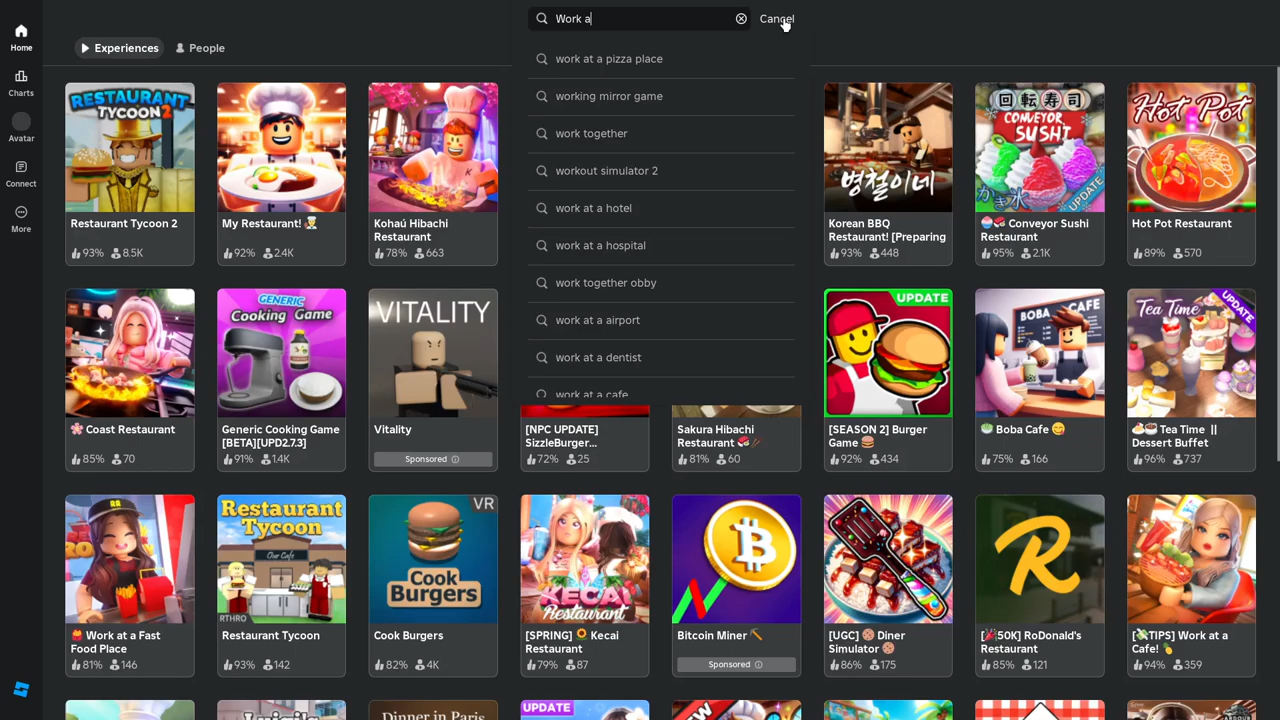 Work a
Cancel
Home
Charts
Avatar
Connect
More
Experiences
People
work at a pizza place
working mirror game
work together
workout simulator 2
work at a hotel
work at a hospital
work together obby
work at a airport
work at a dentist
work at a cafe
RESTAURANT
TYCOON 2
Restaurant Tycoon 2
93% 8.5K
My Restaurant!
92% 2.4K
K
Kohaú Hibachi
Restaurant
78% 663
병철이네
Korean BBQ
Restaurant! [Preparing
93% 448
回転寿司
CONVEYOR
SUSHI
かき氷
UPDATE
Conveyor Sushi
Restaurant
95% 2.1K
Hot Pot
Hot Pot Restaurant
89% 570
Coast Restaurant
85% 70
GENERIC
Cooking Game
Generic Cooking Game
[BETA][UPD2.7.3]
91% 1.4K
VITALITY
Vitality
Sponsored
[NPC UPDATE]
SizzleBurger...
72% 25
Sakura Hibachi
Restaurant
81% 60
UPDATE
[SEASON 2] Burger
Game
92% 434
BOBA CAFE
Boba Cafe
75% 166
Tea Time
UPDATE
Tea Time ||
Dessert Buffet
96% 737
Work at a Fast
Food Place
81% 146
Restaurant
Tycoon
Our Cafe
RTHRO
Restaurant Tycoon
93% 142
VR
Cook
Burgers
Cook Burgers
82% 4K
KECAI
Restaurant
[SPRING] Kecai
Restaurant
79% 87
Bitcoin Miner
Sponsored
[UGC] Diner
Simulator
86% 175
R
[50K] RoDonald's
Restaurant
85% 121
[TIPS] Work at a
Cafe!
94% 359
Dinner in Paris
UPDATE
NEW